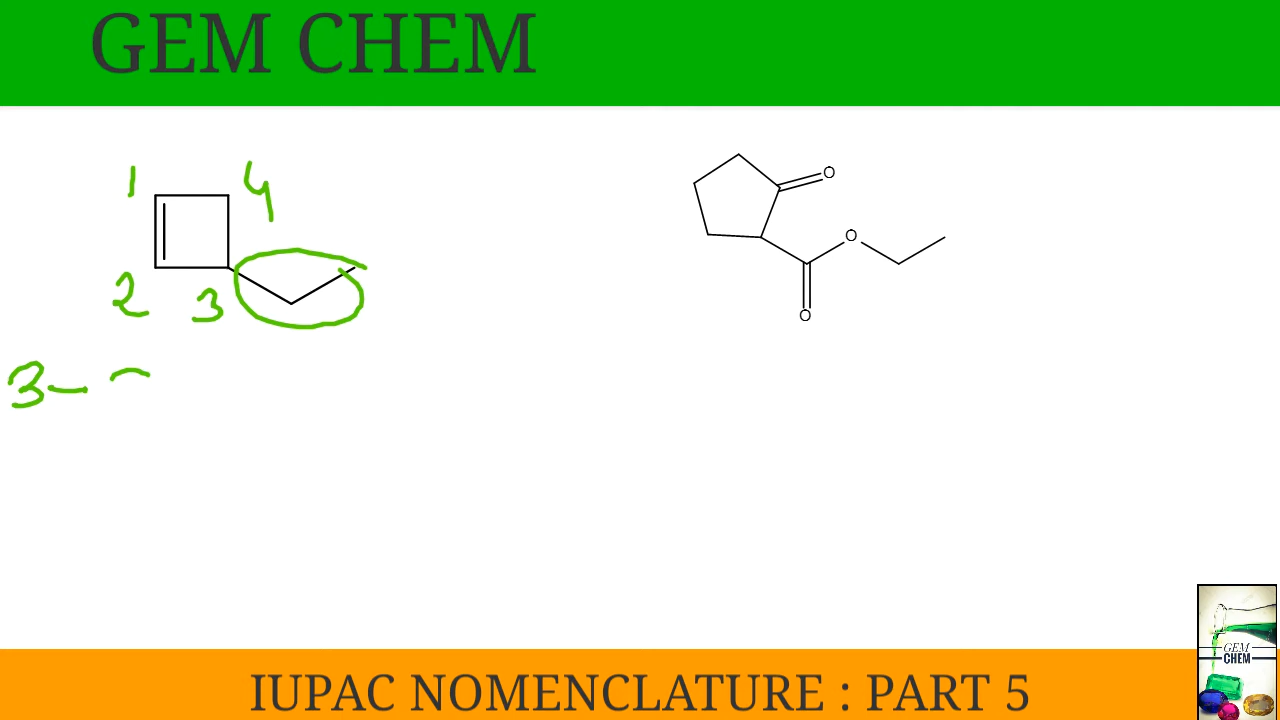 GEM CHEM
1 4
2 3
O
O
O
3-
GEM
CHEM
IUPAC NOMENCLATURE : PART 5